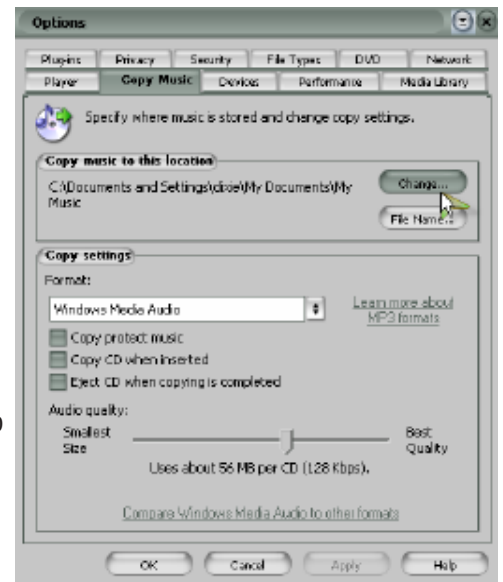 Options
Plug-ins Privacy Security File Types DVD Network
Player Copy Music Devices Performance Media Library
Specify where music is stored and change copy settings.
Copy music to this location
C:\Documents and Settings\dixie\My Documents\My
Music
Change...
File Name...
Copy settings
Format:
Windows Media Audio
Learn more about
MP3 formats
Copy protect music
Copy CD when inserted
Eject CD when copying is completed
Audio quality:
Smallest
Size
Best
Quality
Uses about 56 MB per CD (128 Kbps).
Compare Windows Media Audio to other formats
OK Cancel Apply Help